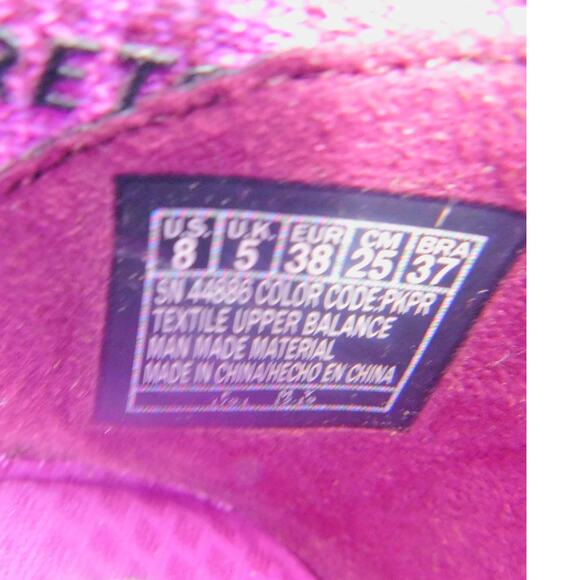 RET
U.S. U.K. EUR CM BRA
8 5 38 25 37
SN 44886 COLOR CODE:PKPR
TEXTILE UPPER BALANCE
MAN MADE MATERIAL
MADE IN CHINA/HECHO EN CHINA